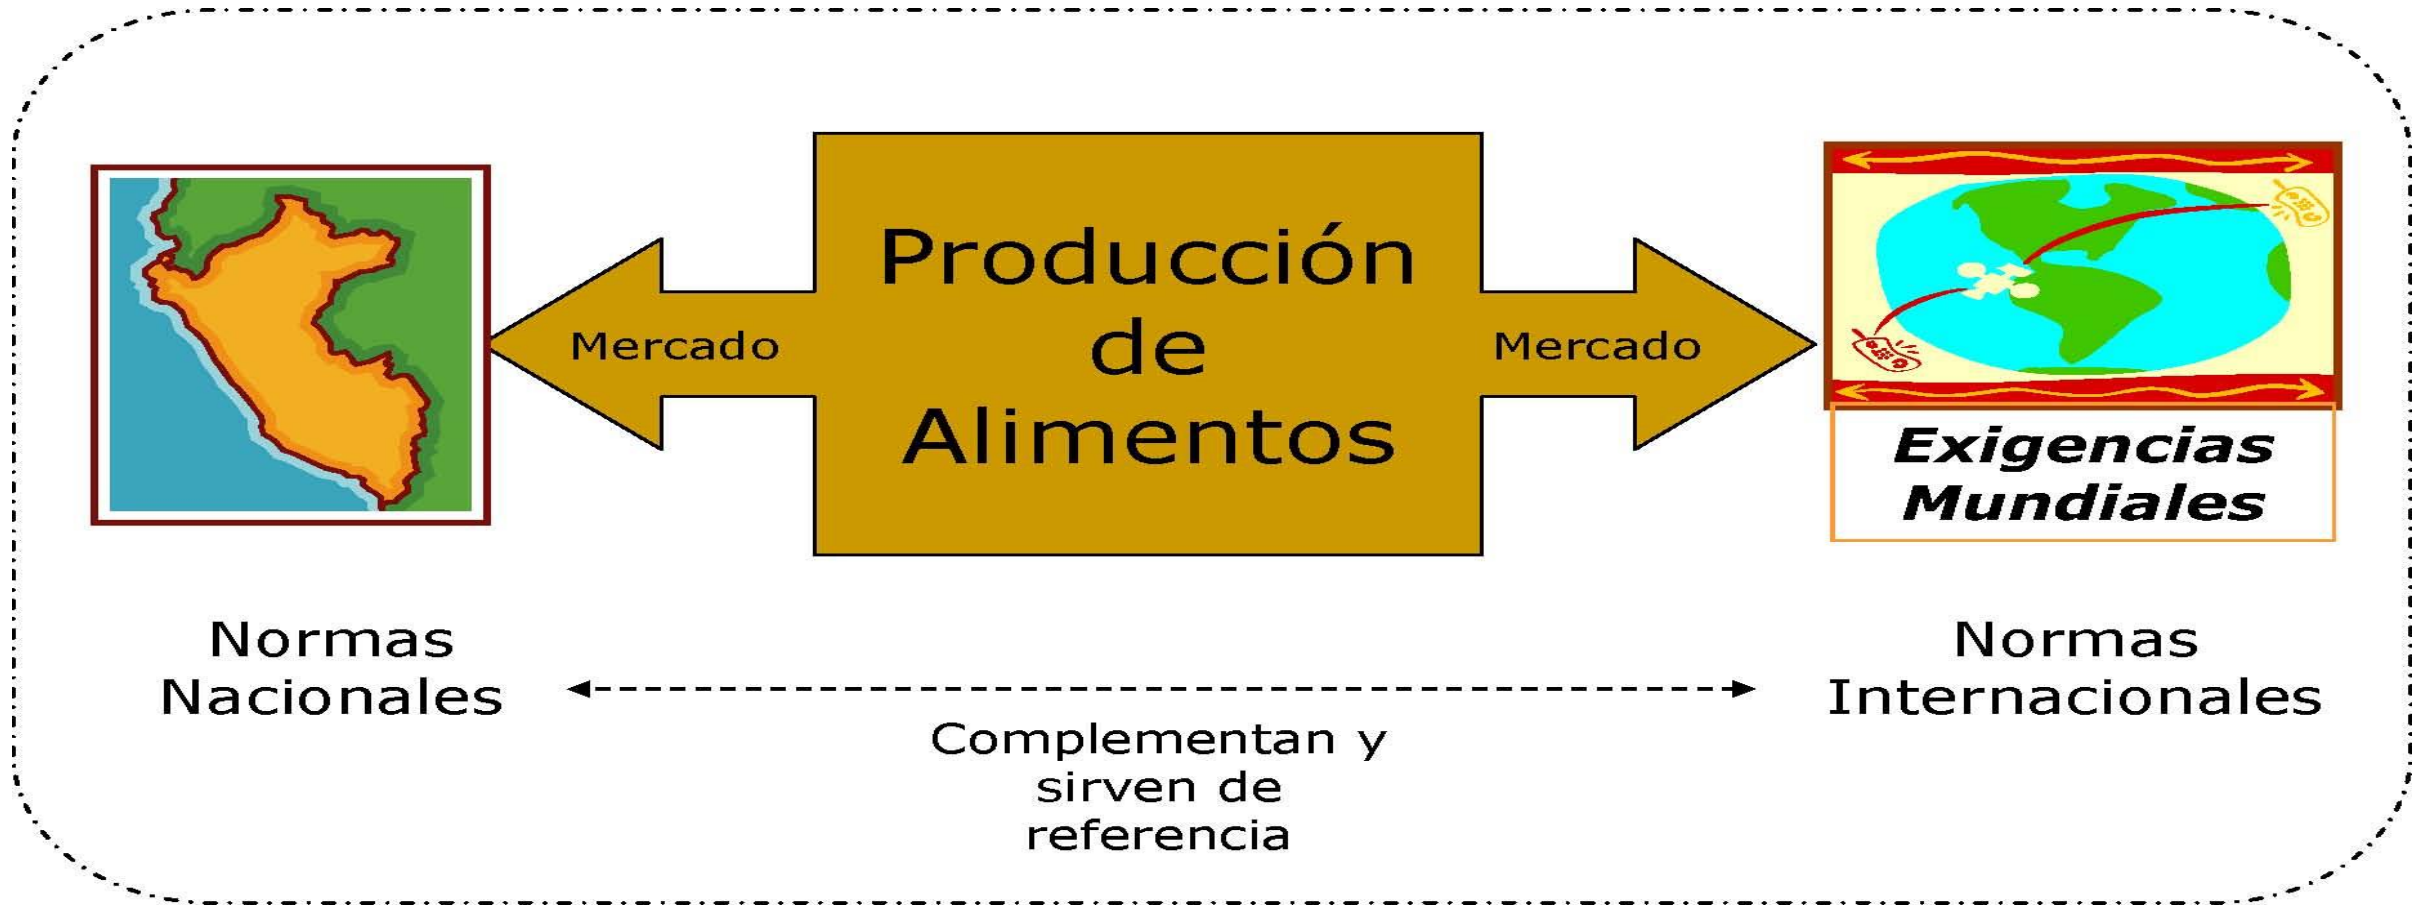 Producción
de
Alimentos
Mercado
Mercado
Exigencias
Mundiales
Normas
Nacionales
Normas
Internacionales
Complementan y
sirven de
referencia